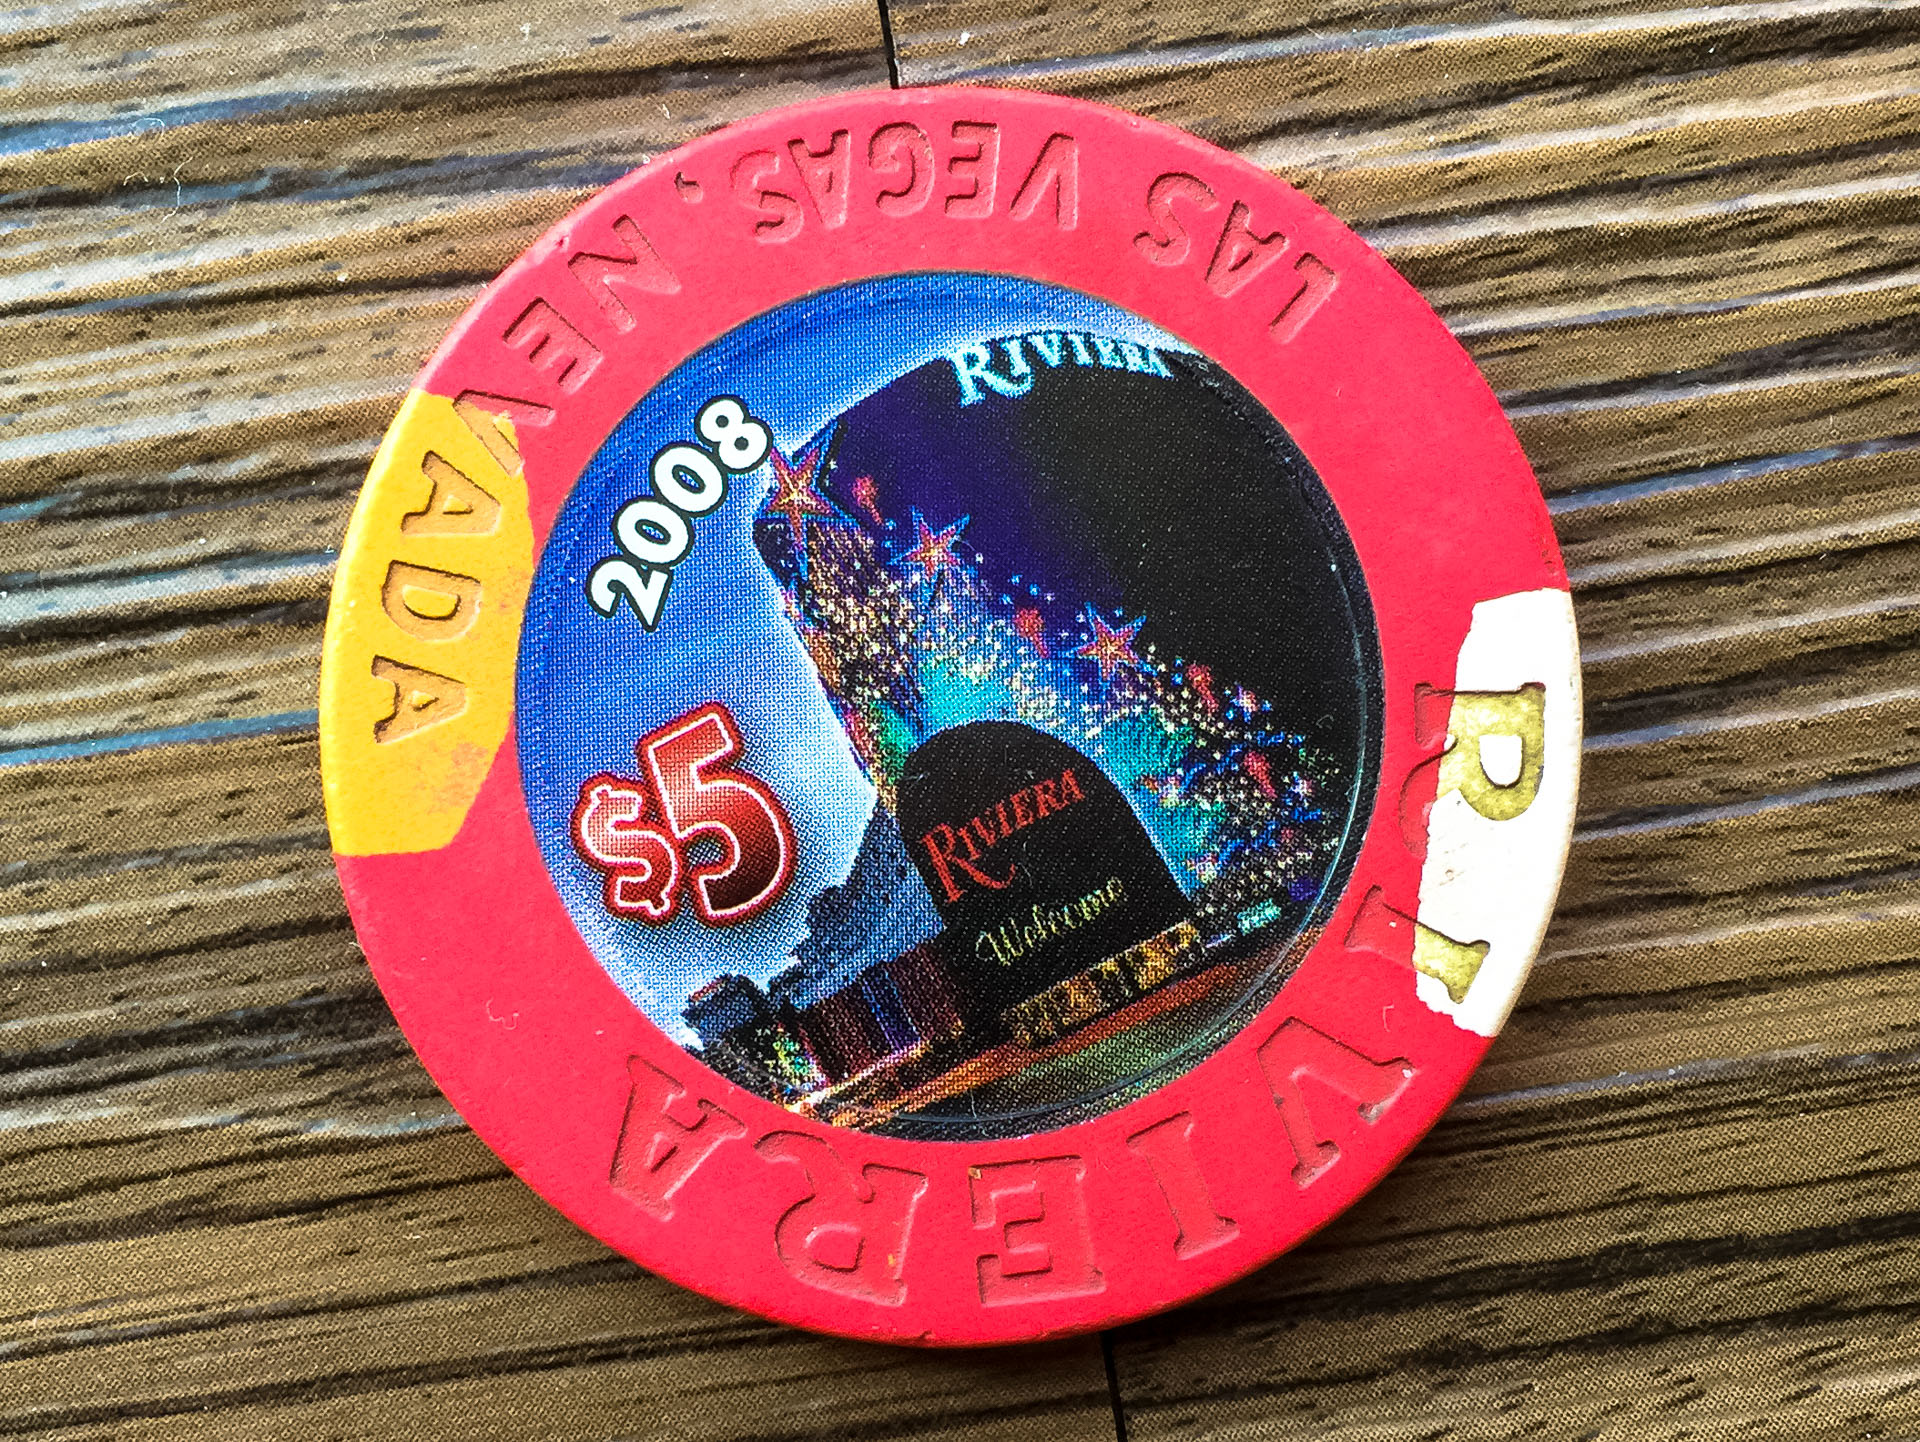 RIVIERA
LAS VEGAS, NEVADA
RIVIERA
2008
$5
RIVIERA
Welcome